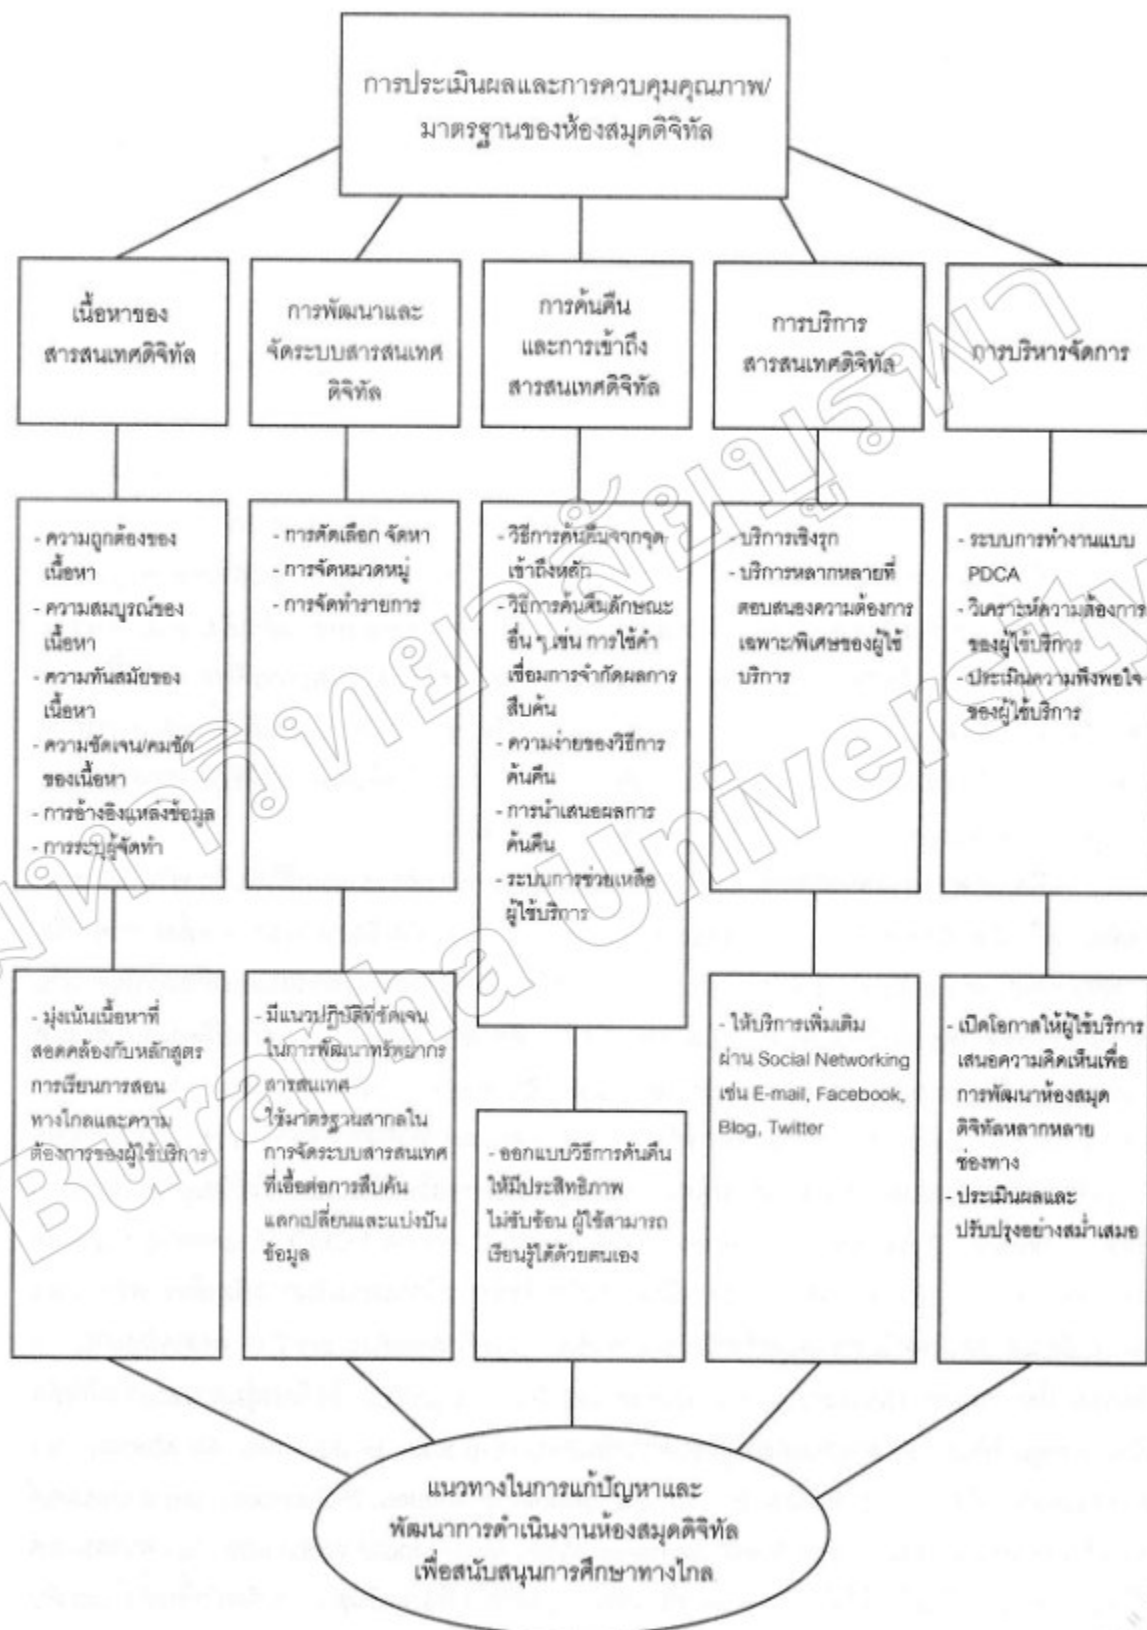 การประเมินผลและการควบคุมคุณภาพ/
มาตรฐานของห้องสมุดดิจิทัล
เนื้อหาของ
สารสนเทศดิจิทัล
การพัฒนาและ
จัดระบบสารสนเทศ
ดิจิทัล
การค้นคืน
และการเข้าถึง
สารสนเทศดิจิทัล
การบริการ
สารสนเทศดิจิทัล
การบริหารจัดการ
- ความถูกต้องของ
เนื้อหา
- ความสมบูรณ์ของ
เนื้อหา
- ความทันสมัยของ
เนื้อหา
- ความชัดเจน/คมชัด
ของเนื้อหา
- การอ้างอิงแหล่งข้อมูล
- การระบุผู้จัดทำ
- การคัดเลือก จัดหา
- การจัดหมวดหมู่
- การจัดทำรายการ
- วิธีการค้นคืนจากจุด
เข้าถึงหลัก
- วิธีการค้นคืนลักษณะ
อื่น ๆ เช่น การใช้คำ
เชื่อมการจำกัดผลการ
สืบค้น
- ความง่ายของวิธีการ
ค้นคืน
- การนำเสนอผลการ
ค้นคืน
- ระบบการช่วยเหลือ
ผู้ใช้บริการ
- บริการเชิงรุก
- บริการหลากหลายที่
ตอบสนองความต้องการ
เฉพาะ/พิเศษของผู้ใช้
บริการ
- ระบบการทำงานแบบ
PDCA
- วิเคราะห์ความต้องการ
ของผู้ใช้บริการ
- ประเมินความพึงพอใจ
ของผู้ใช้บริการ
- มุ่งเน้นเนื้อหาที่
สอดคล้องกับหลักสูตร
การเรียนการสอน
ทางไกลและความ
ต้องการของผู้ใช้บริการ
- มีแนวปฏิบัติที่ชัดเจน
ในการพัฒนาทรัพยากร
สารสนเทศ
- ใช้มาตรฐานสากลใน
การจัดระบบสารสนเทศ
ที่เอื้อต่อการสืบค้น
แลกเปลี่ยนและแบ่งปัน
ข้อมูล
- ออกแบบวิธีการค้นคืน
ให้มีประสิทธิภาพ
ไม่ซับซ้อน ผู้ใช้สามารถ
เรียนรู้ได้ด้วยตนเอง
- ให้บริการเพิ่มเติม
ผ่าน Social Networking
เช่น E-mail, Facebook,
Blog, Twitter
- เปิดโอกาสให้ผู้ใช้บริการ
เสนอความคิดเห็นเพื่อ
การพัฒนาห้องสมุด
ดิจิทัลหลากหลาย
ช่องทาง
- ประเมินผลและ
ปรับปรุงอย่างสม่ำเสมอ
แนวทางในการแก้ปัญหาและ
พัฒนาการดำเนินงานห้องสมุดดิจิทัล
เพื่อสนับสนุนการศึกษาทางไกล
มหาวิทยาลัยบูรพา
Burapha University